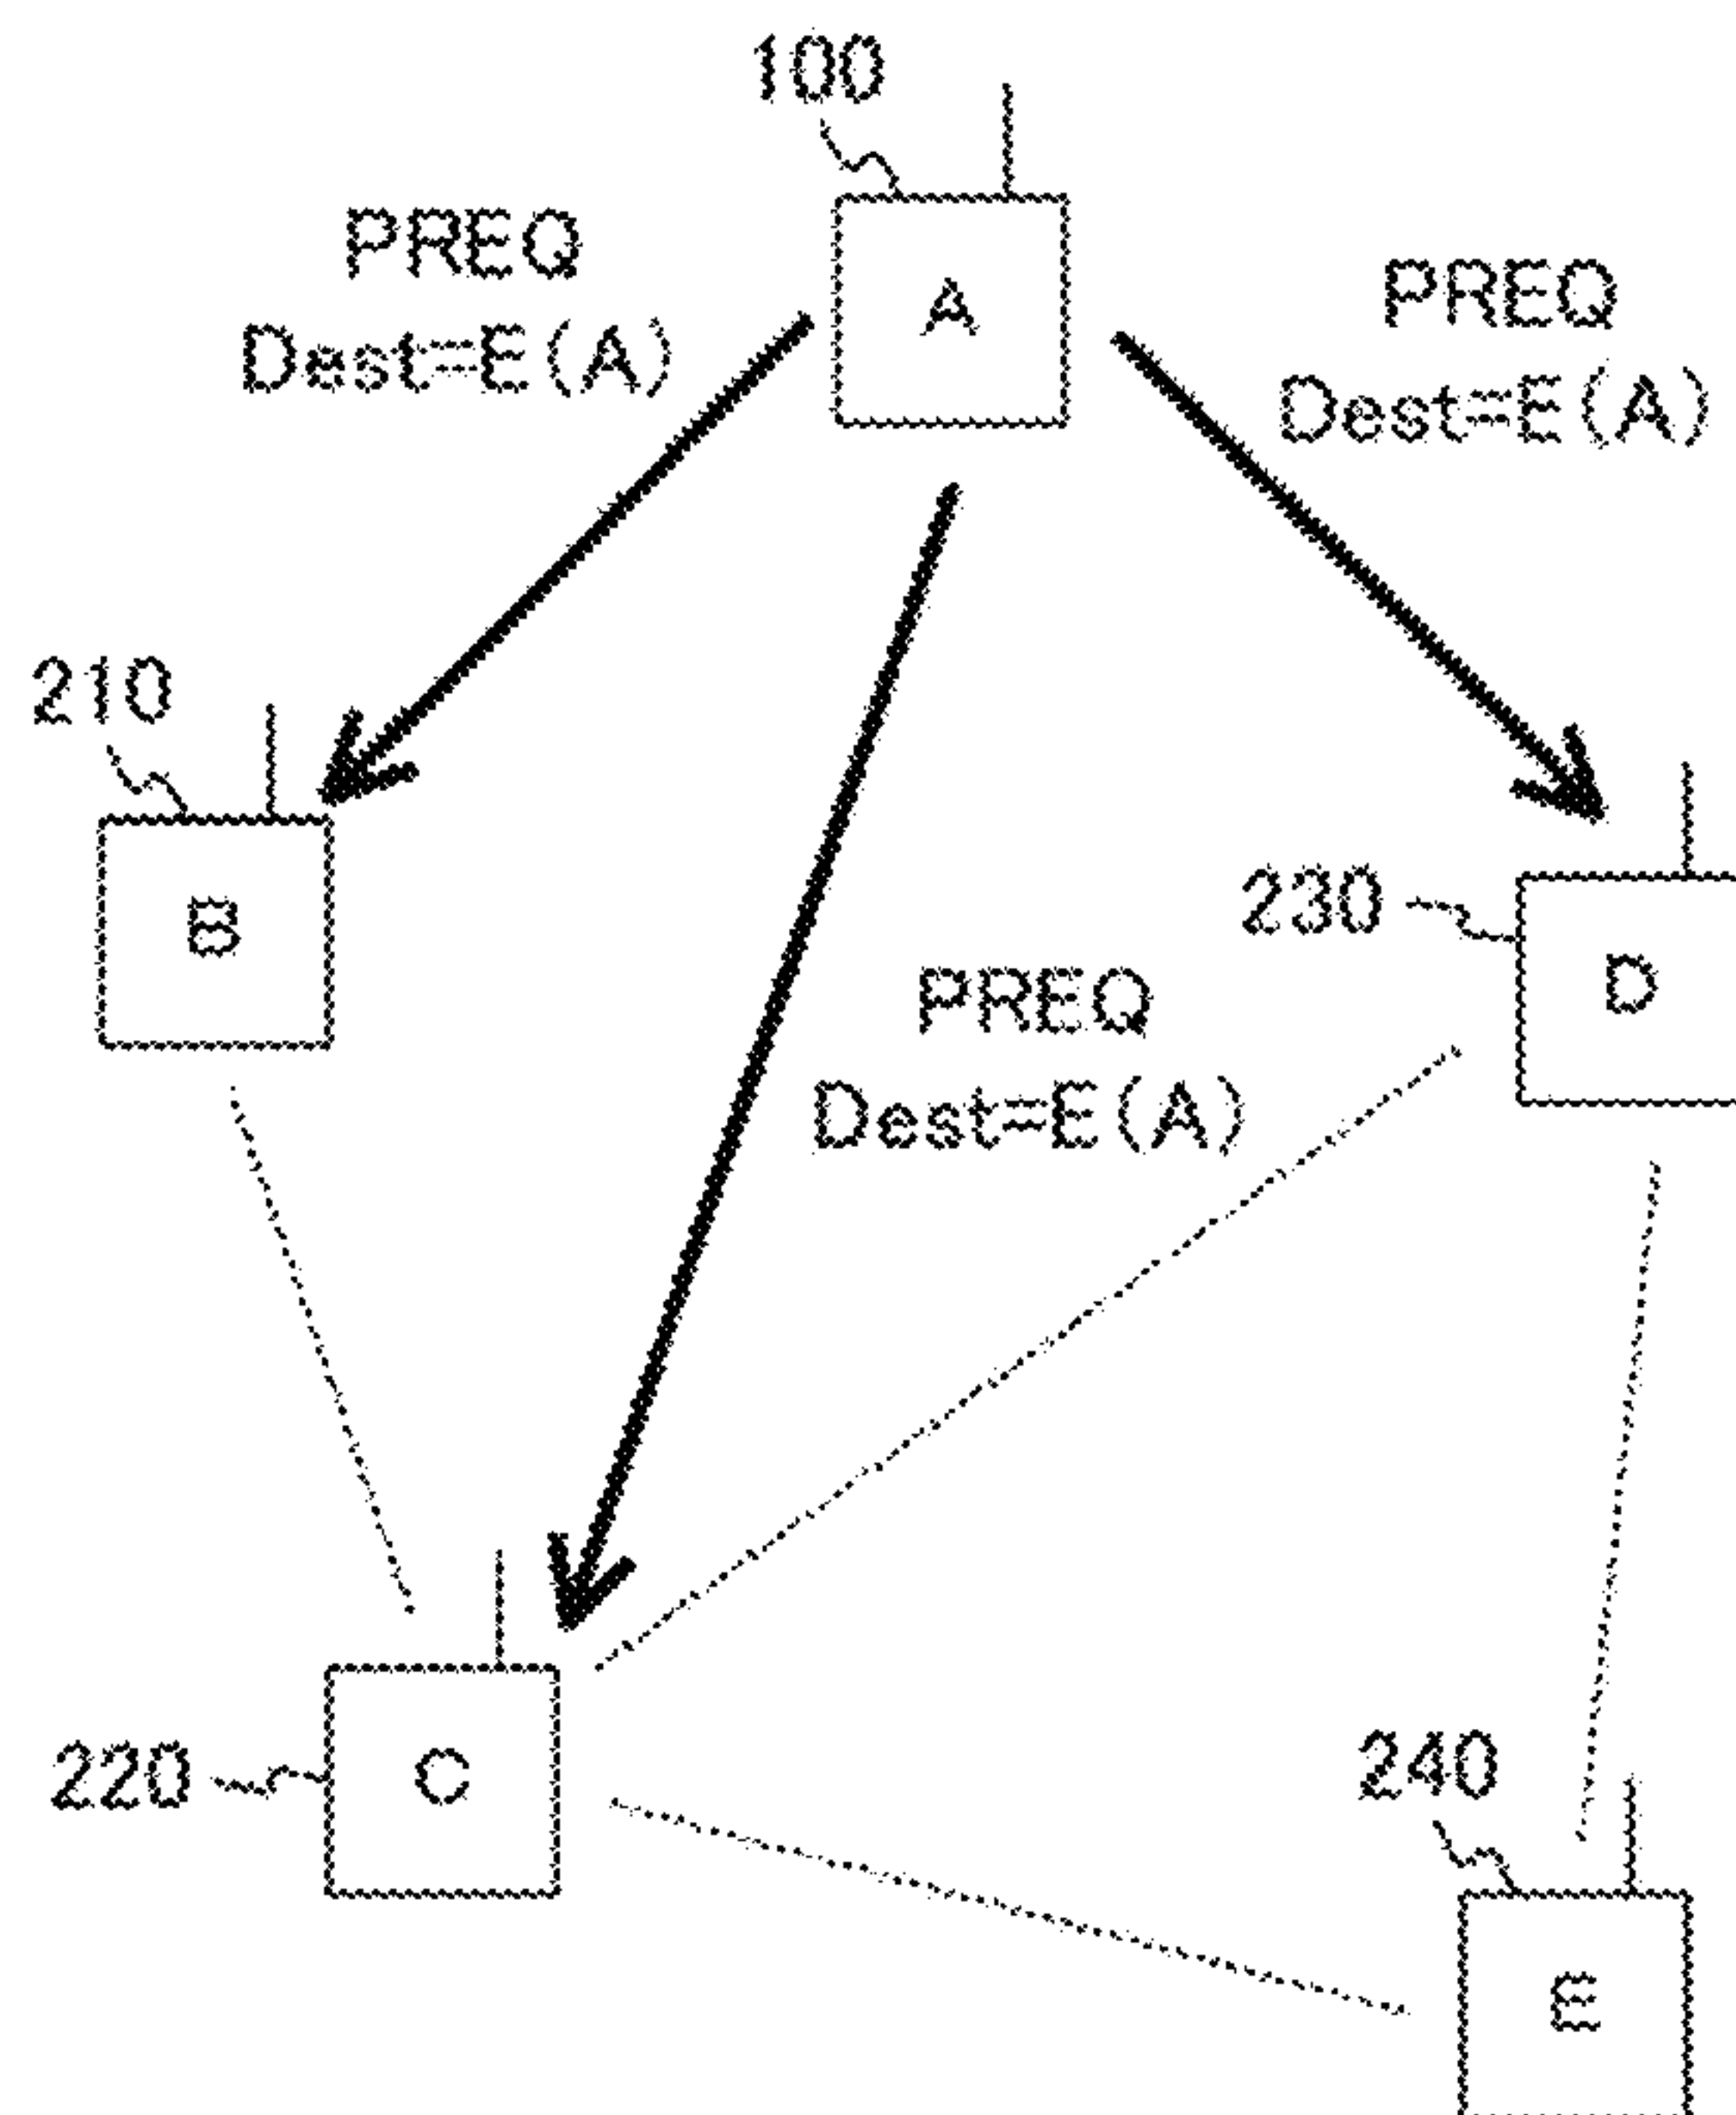 100
A
PREQ
Dest=E(A)
PREQ
Dest=E(A)
210
B
230
D
PREQ
Dest=E(A)
220
C
240
E